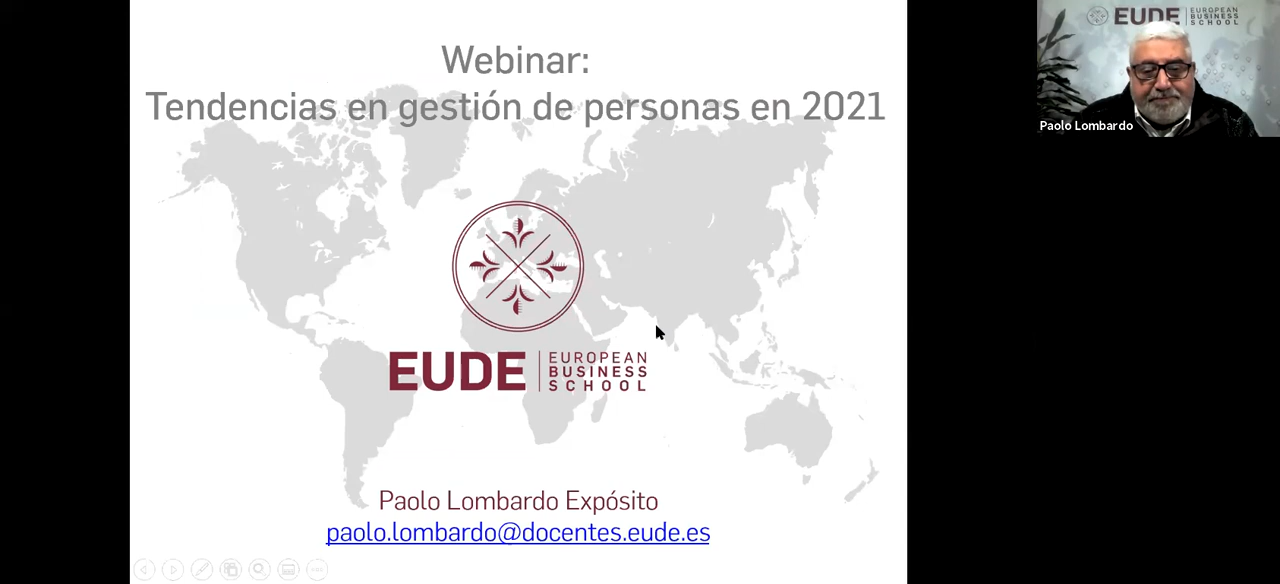 Webinar:
Tendencias en gestión de personas en 2021
EUDE
EUROPEAN
BUSINESS
SCHOOL
Paolo Lombardo Expósito
paolo.lombardo@docentes.eude.es
EUDE
EUROPEAN
BUSINESS
SCHOOL
Paolo Lombardo